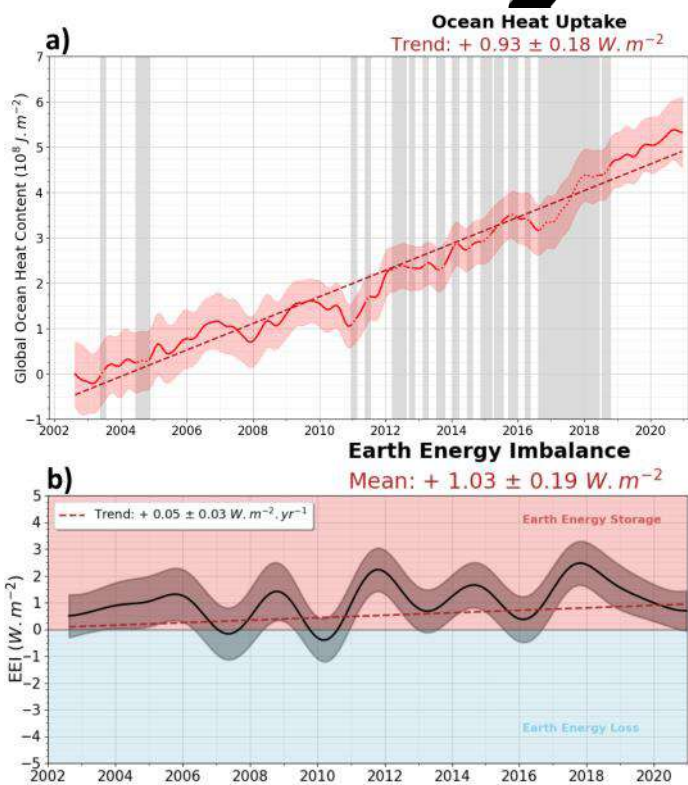 Ocean Heat Uptake
a)
Trend: + 0.93 ± 0.18 W.m⁻²
Global Ocean Heat Content (10⁸ J.m⁻²)
7
6
5
4
3
2
1
0
−1
2002 2004 2006 2008 2010 2012 2014 2016 2018 2020
Earth Energy Imbalance
b)
Mean: + 1.03 ± 0.19 W.m⁻²
Trend: + 0.05 ± 0.03 W.m⁻².yr⁻¹
Earth Energy Storage
EEI (W.m⁻²)
5
4
3
2
1
0
−1
−2
−3
−4
−5
Earth Energy Loss
2002 2004 2006 2008 2010 2012 2014 2016 2018 2020